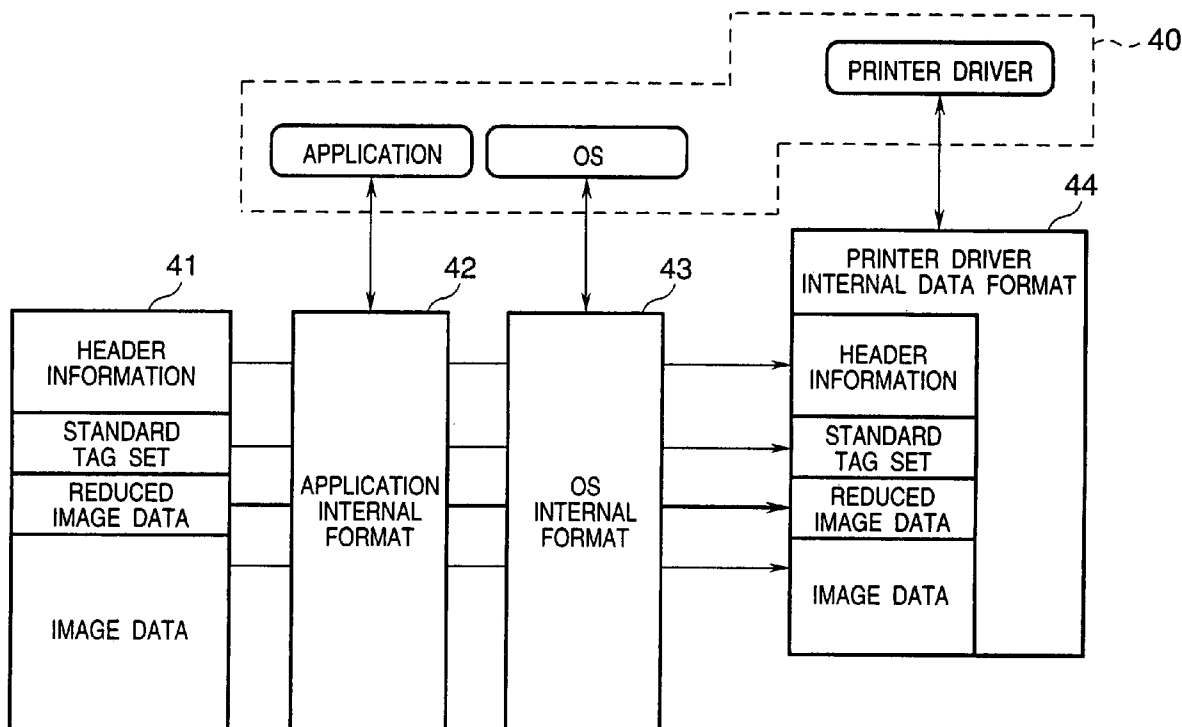 40
PRINTER DRIVER
APPLICATION
OS
44
PRINTER DRIVER
INTERNAL DATA FORMAT
41
42
43
HEADER
INFORMATION
STANDARD
TAG SET
REDUCED
IMAGE DATA
IMAGE DATA
APPLICATION
INTERNAL
FORMAT
OS
INTERNAL
FORMAT
HEADER
INFORMATION
STANDARD
TAG SET
REDUCED
IMAGE DATA
IMAGE DATA